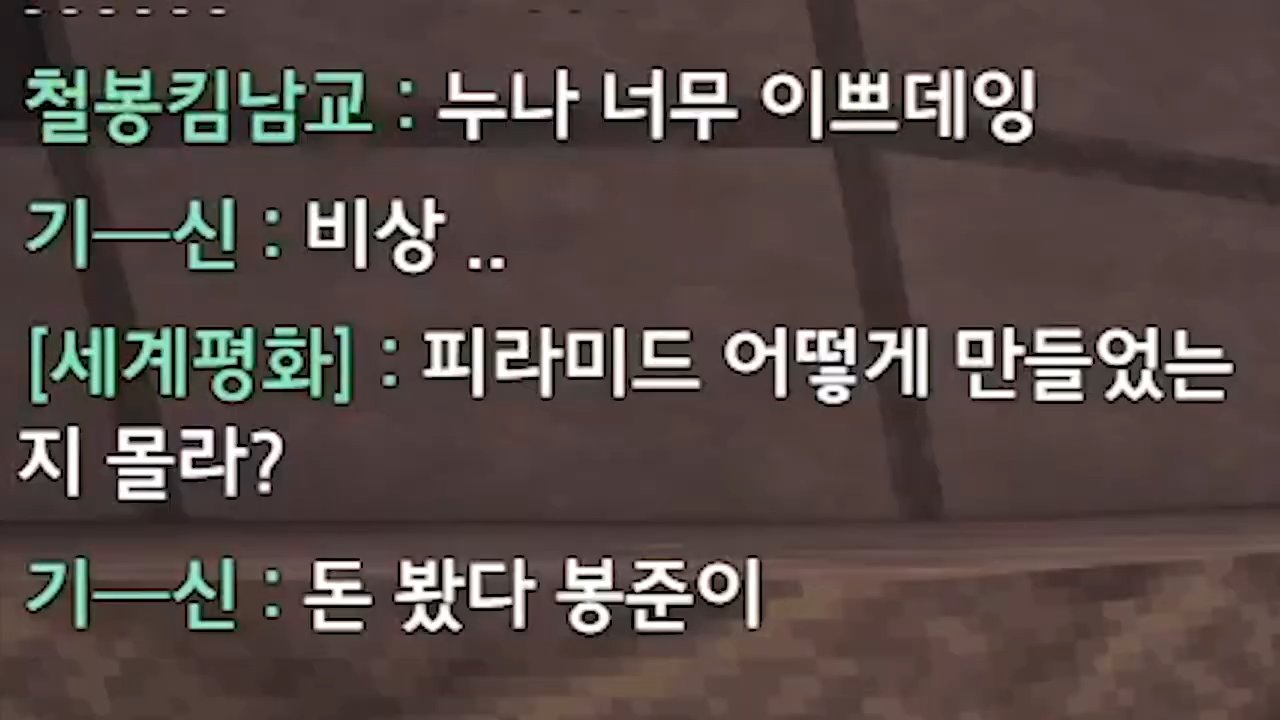 철봉킴남교 : 누나 너무 이쁘데잉
기—신 : 비상 ..
[세계평화] : 피라미드 어떻게 만들었는
지 몰라?
기—신 : 돈 봤다 봉준이